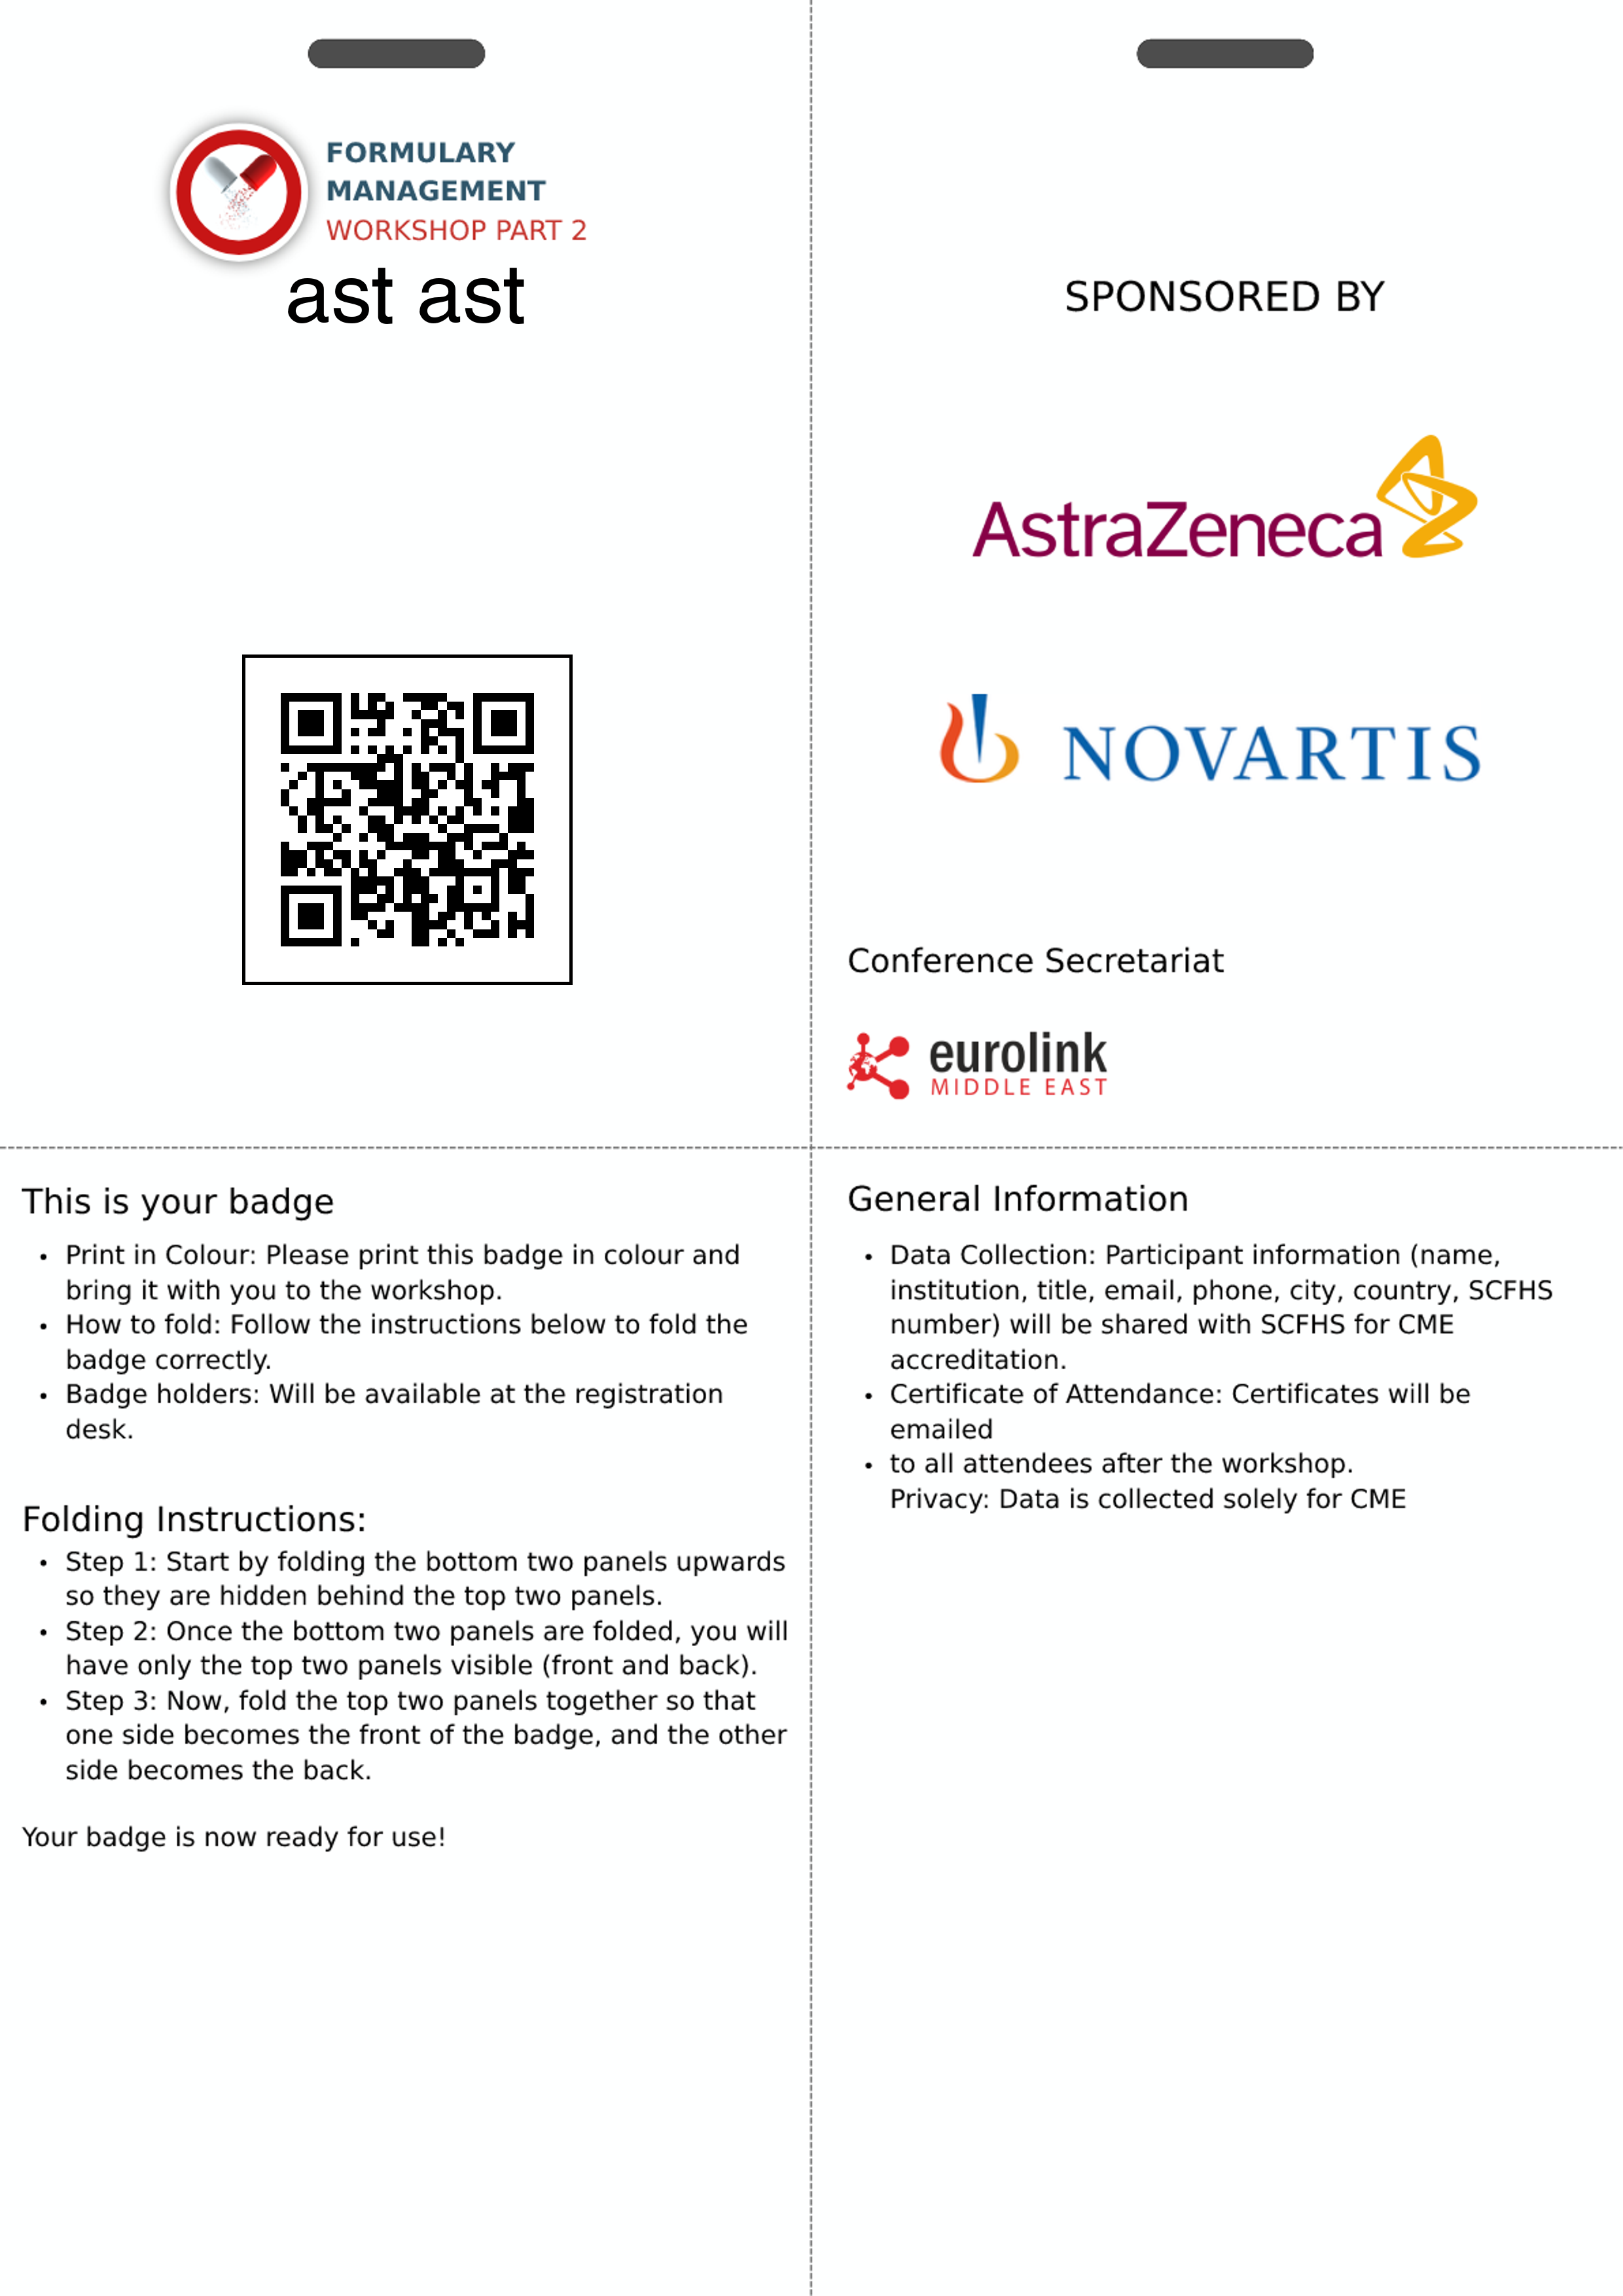 FORMULARY
MANAGEMENT
WORKSHOP PART 2
ast ast
SPONSORED BY
AstraZeneca
NOVARTIS
Conference Secretariat
eurolink
MIDDLE EAST
This is your badge
• Print in Colour: Please print this badge in colour and
bring it with you to the workshop.
• How to fold: Follow the instructions below to fold the
badge correctly.
• Badge holders: Will be available at the registration
desk.
Folding Instructions:
• Step 1: Start by folding the bottom two panels upwards
so they are hidden behind the top two panels.
• Step 2: Once the bottom two panels are folded, you will
have only the top two panels visible (front and back).
• Step 3: Now, fold the top two panels together so that
one side becomes the front of the badge, and the other
side becomes the back.
Your badge is now ready for use!
General Information
• Data Collection: Participant information (name,
institution, title, email, phone, city, country, SCFHS
number) will be shared with SCFHS for CME
accreditation.
• Certificate of Attendance: Certificates will be
emailed
• to all attendees after the workshop.
Privacy: Data is collected solely for CME